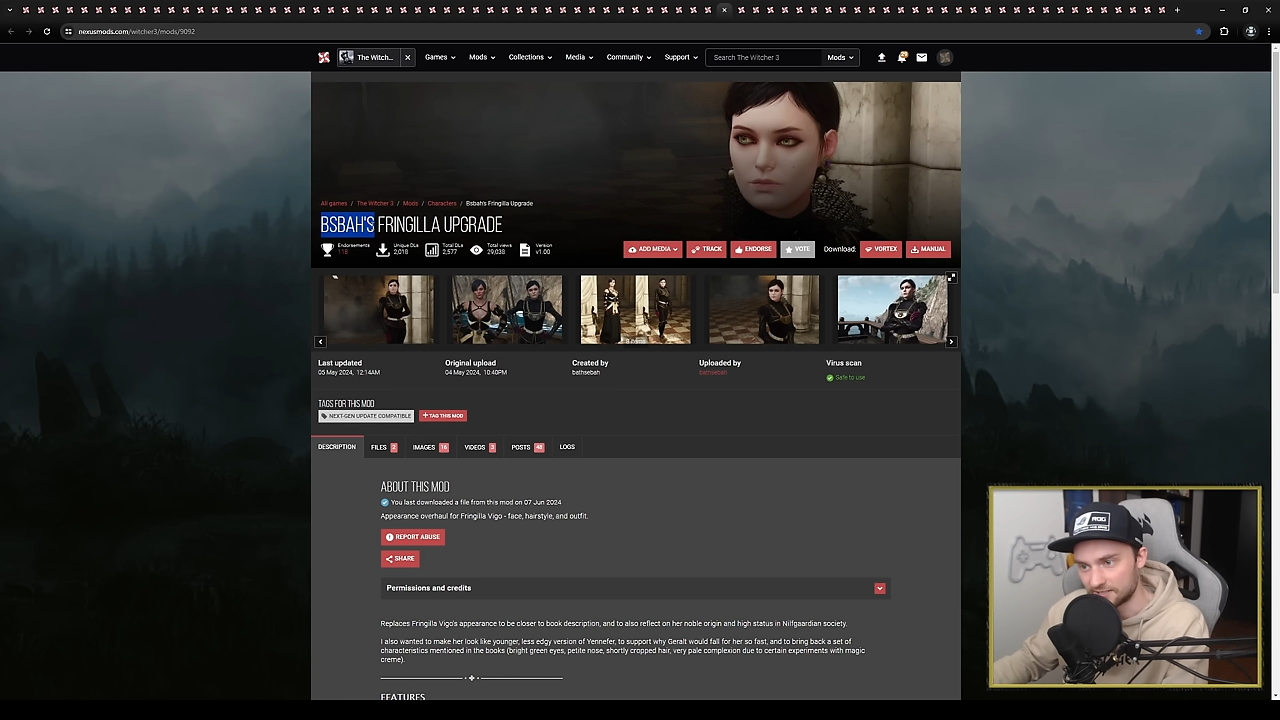 nexusmods.com/witcher3/mods/9092
The Witch...
Games
Mods
Collections
Media
Community
Support
Search The Witcher 3
Mods
All games / The Witcher 3 / Mods / Characters / Bsbah's Fringilla Upgrade
BSBAH'S FRINGILLA UPGRADE
Endorsements
118
Unique DLs
2,018
Total DLs
2,577
Total views
29,038
Version
v1.00
ADD MEDIA
TRACK
ENDORSE
VOTE
Download:
VORTEX
MANUAL
Last updated
05 May 2024, 12:14AM
Original upload
04 May 2024, 10:40PM
Created by
bathsebah
Uploaded by
bathsebah
Virus scan
Safe to use
TAGS FOR THIS MOD
NEXT-GEN UPDATE COMPATIBLE
TAG THIS MOD
DESCRIPTION
FILES 2
IMAGES 16
VIDEOS 3
POSTS 48
LOGS
ABOUT THIS MOD
You last downloaded a file from this mod on 07 Jun 2024
Appearance overhaul for Fringilla Vigo - face, hairstyle, and outfit.
REPORT ABUSE
SHARE
Permissions and credits
Replaces Fringilla Vigo's appearance to be closer to book description, and to also reflect on her noble origin and high status in Nilfgaardian society.
I also wanted to make her look like younger, less edgy version of Yennefer, to support why Geralt would fall for her so fast, and to bring back a set of
characteristics mentioned in the books (bright green eyes, petite nose, shortly cropped hair, very pale complexion due to certain experiments with magic
creme).
FEATURES
ROG